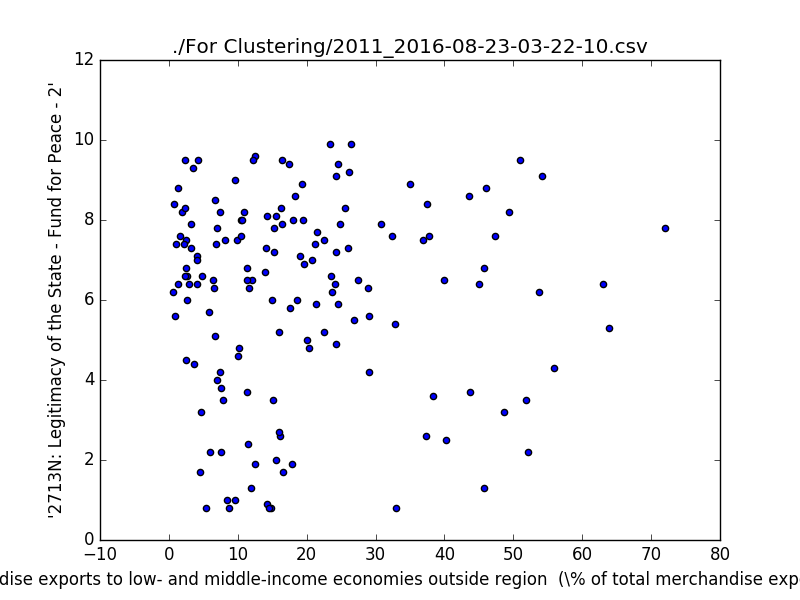 ./For Clustering/2011_2016-08-23-03-22-10.csv
12
10
8
6
4
2
0
'2713N: Legitimacy of the State - Fund for Peace - 2'
−10 0 10 20 30 40 50 60 70 80
exports to low- and middle-income economies outside region (\% of total merchandise